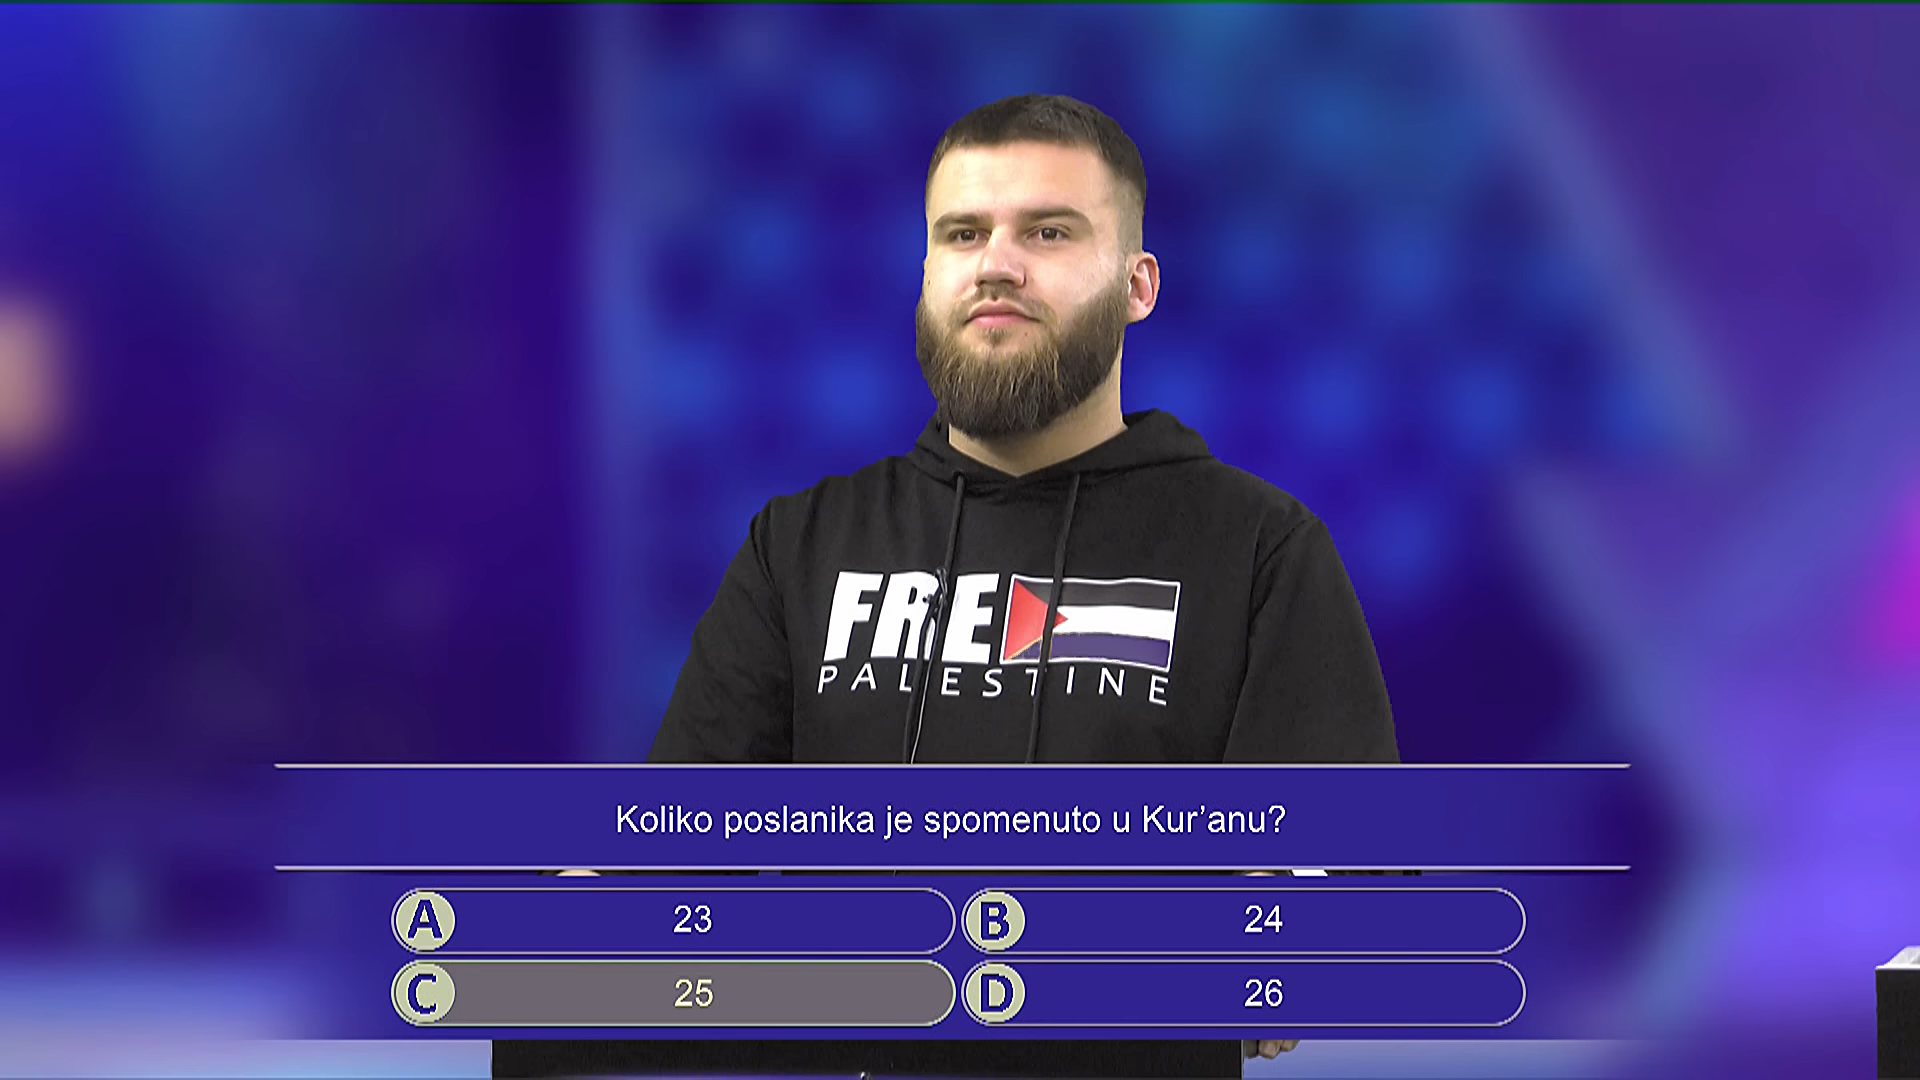 FREE
PALESTINE
Koliko poslanika je spomenuto u Kur’anu?
A 23
B 24
C 25
D 26